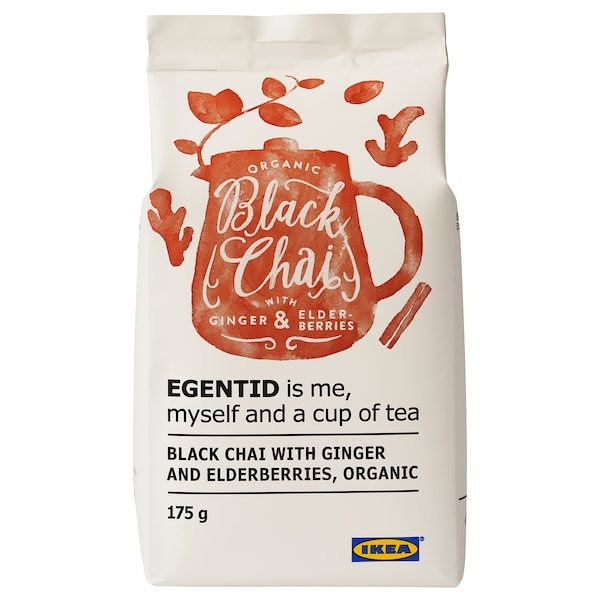 ORGANIC
Black
Chai
WITH
GINGER & ELDER-
BERRIES
EGENTID is me,
myself and a cup of tea
BLACK CHAI WITH GINGER
AND ELDERBERRIES, ORGANIC
175 g
IKEA